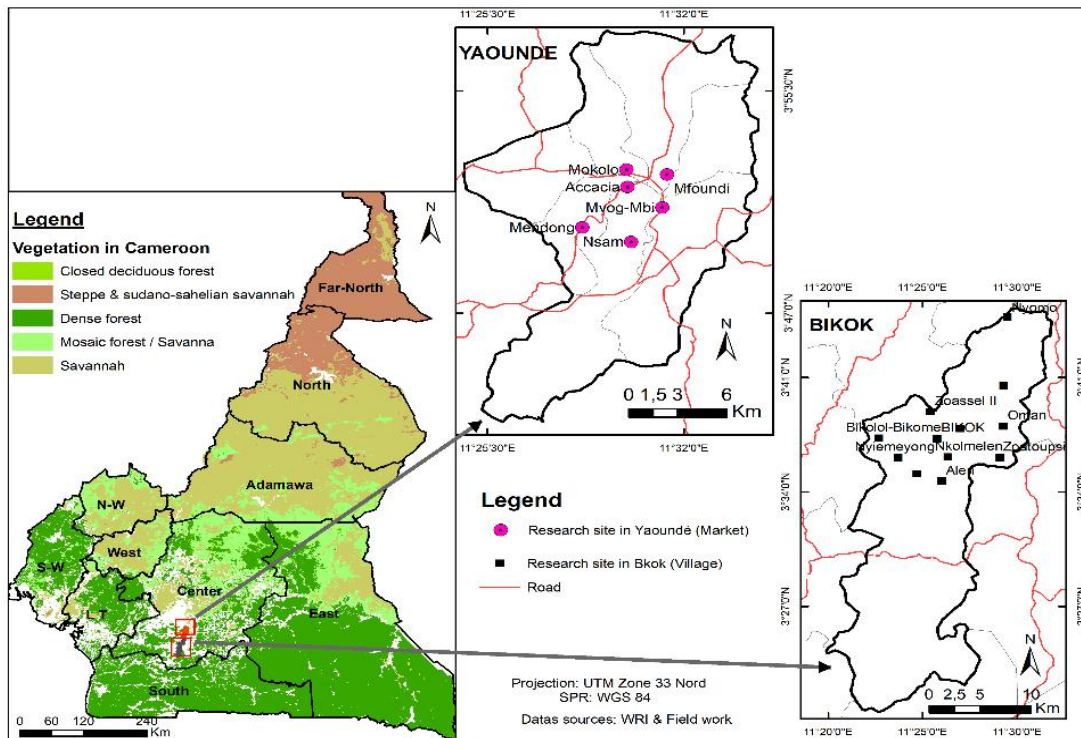 Legend
Vegetation in Cameroon
Closed deciduous forest
Steppe & sudano-sahelian savannah
Dense forest
Mosaic forest / Savanna
Savannah
N
Far-North
North
Adamawa
N-W
West
S-W
L-T
Center
East
South
0 60 120 240
Km
11°25'30"E 11°32'0"E
YAOUNDE
3°55'30"N
3°47'0"N
Mokolo
Accacia
Mfoundi
Mvog-Mbi
Mendong
Nsam
N
0 1,5 3 6
Km
11°25'30"E 11°32'0"E
Legend
Research site in Yaoundé (Market)
Research site in Bkok (Village)
Road
Projection: UTM Zone 33 Nord
SPR: WGS 84
Datas sources: WRI & Field work
11°20'0"E 11°25'0"E 11°30'0"E
BIKOK
Nyomo
3°41'0"N
Zoassel II
Oman
Bikolol-Bikome
BIKOK
Nyiemeyong
Nkolmelen
Zoatoupsi
Alen
3°34'0"N
3°27'0"N
N
0 2,5 5 10
Km
11°20'0"E 11°25'0"E 11°30'0"E